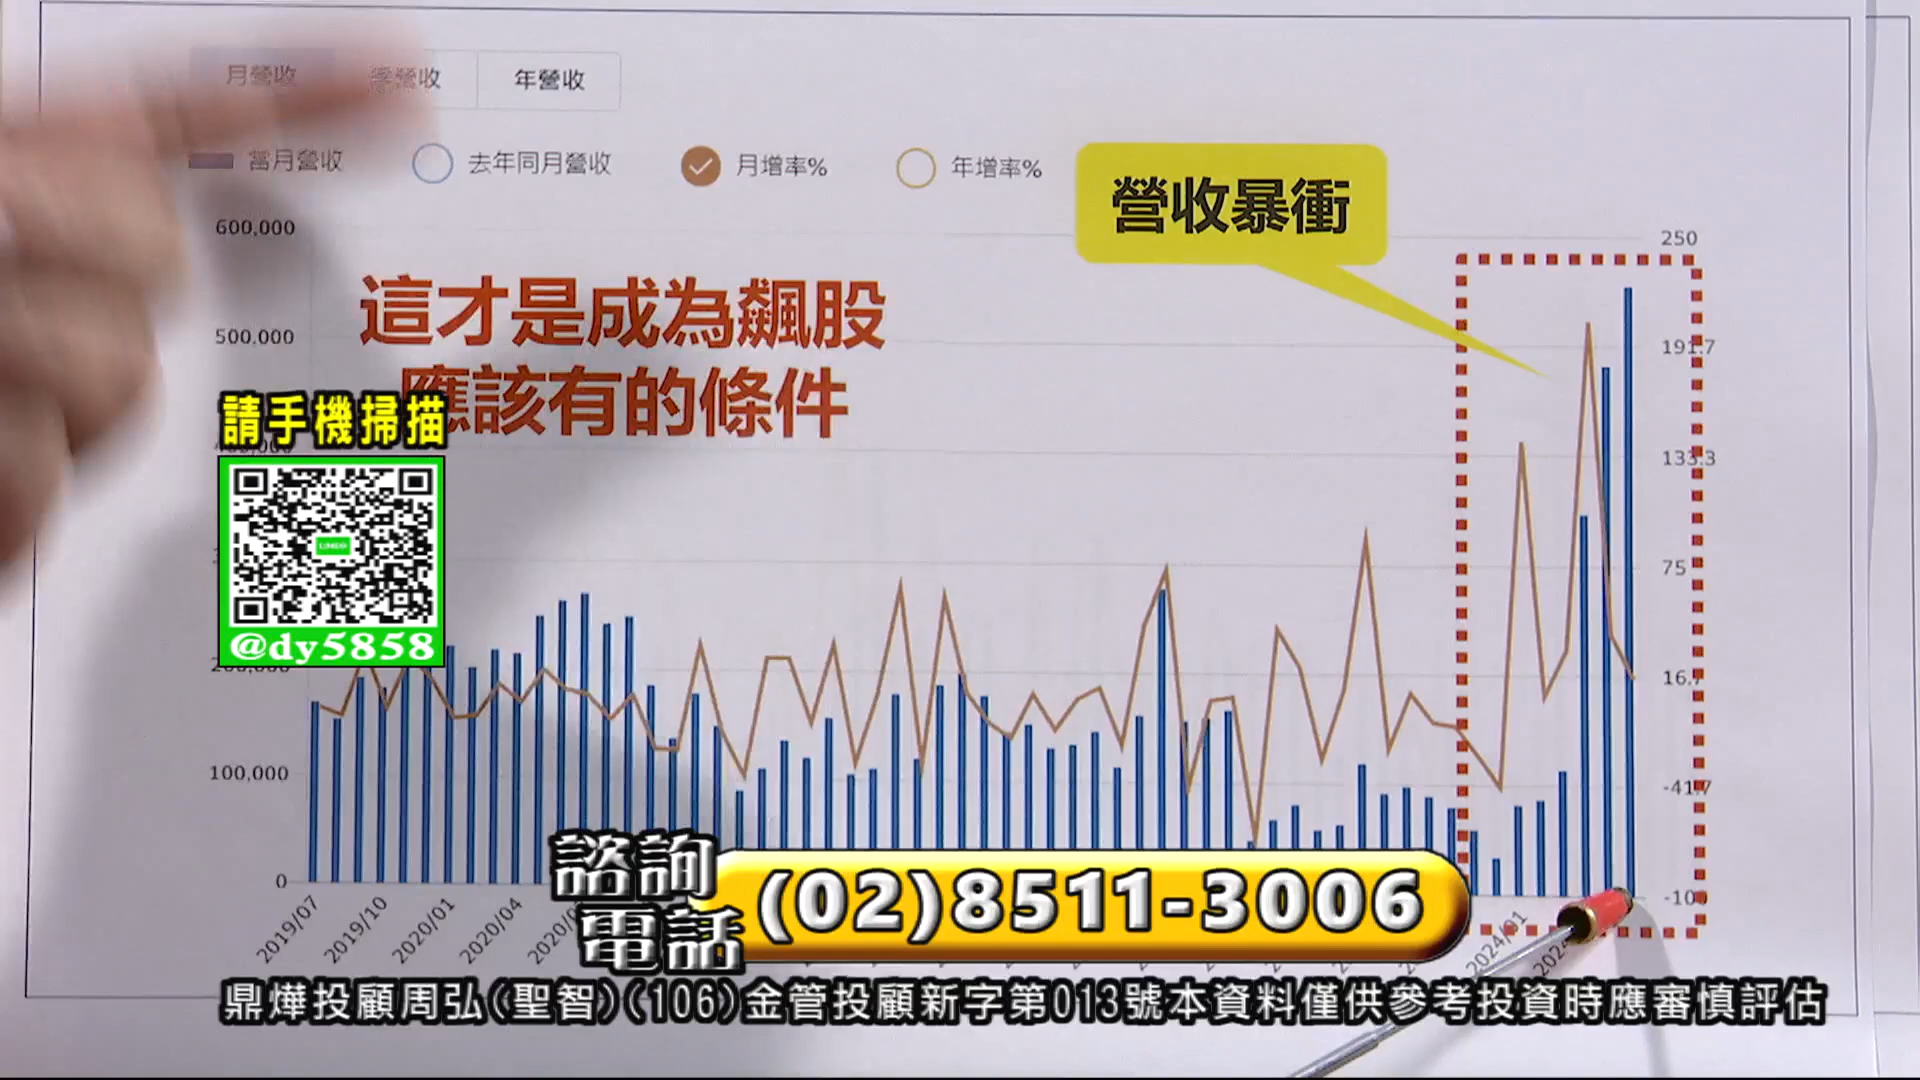 月營收 季營收 年營收
當月營收 去年同月營收 月增率% 年增率%
營收暴衝
600,000
250
這才是成為飆股
500,000
191.7
應該有的條件
請手機掃描
133.3
75
@dy5858
16.7
100,000
-41.7
諮詢
電話
(02)8511-3006
0
2019/07 2019/10 2020/01 2020/04 2024/01
鼎燁投顧周弘(聖智)(106)金管投顧新字第013號本資料僅供參考投資時應審慎評估